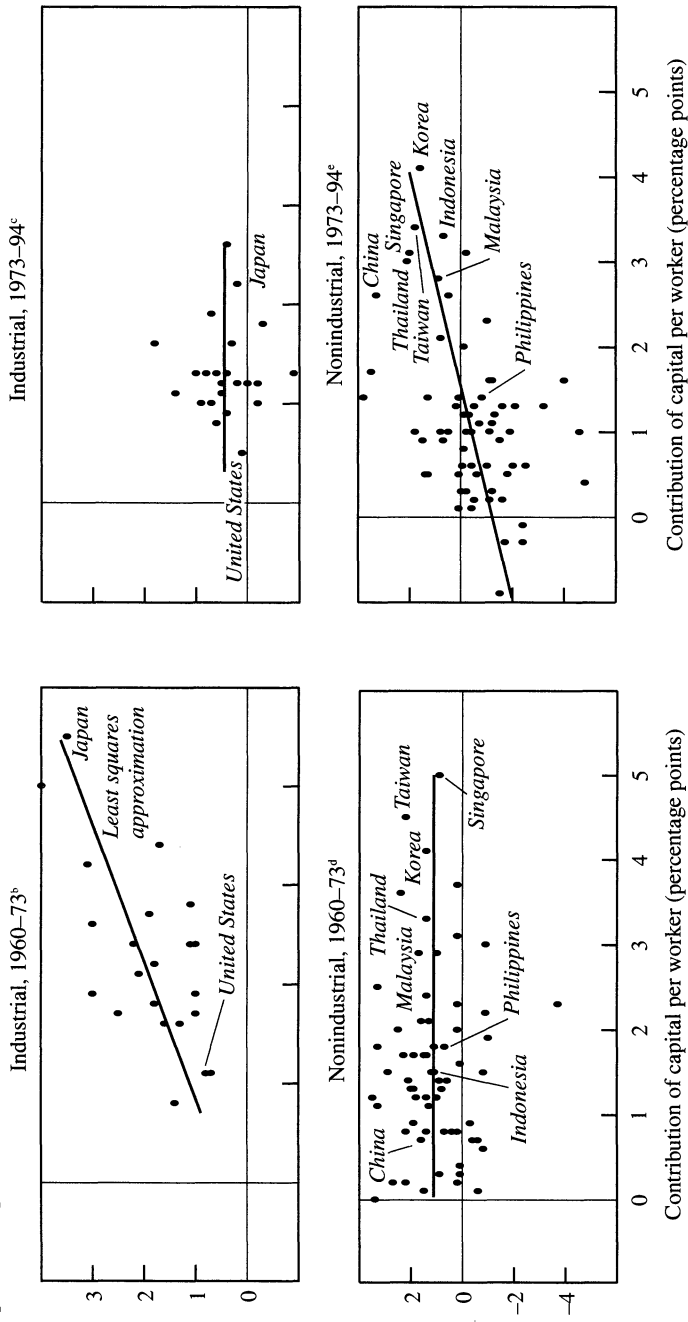 Industrial, 1960–73ᵇ
3
2
1
0
Japan
Least squares
approximation
United States
Industrial, 1973–94ᶜ
United States
Japan
Nonindustrial, 1960–73ᵈ
2
0
–2
–4
China
Thailand
Malaysia
Korea
Taiwan
Singapore
Philippines
Indonesia
0 1 2 3 4 5
Contribution of capital per worker (percentage points)
Nonindustrial, 1973–94ᵉ
China
Singapore
Thailand
Taiwan
Korea
Indonesia
Malaysia
Philippines
0 1 2 3 4 5
Contribution of capital per worker (percentage points)